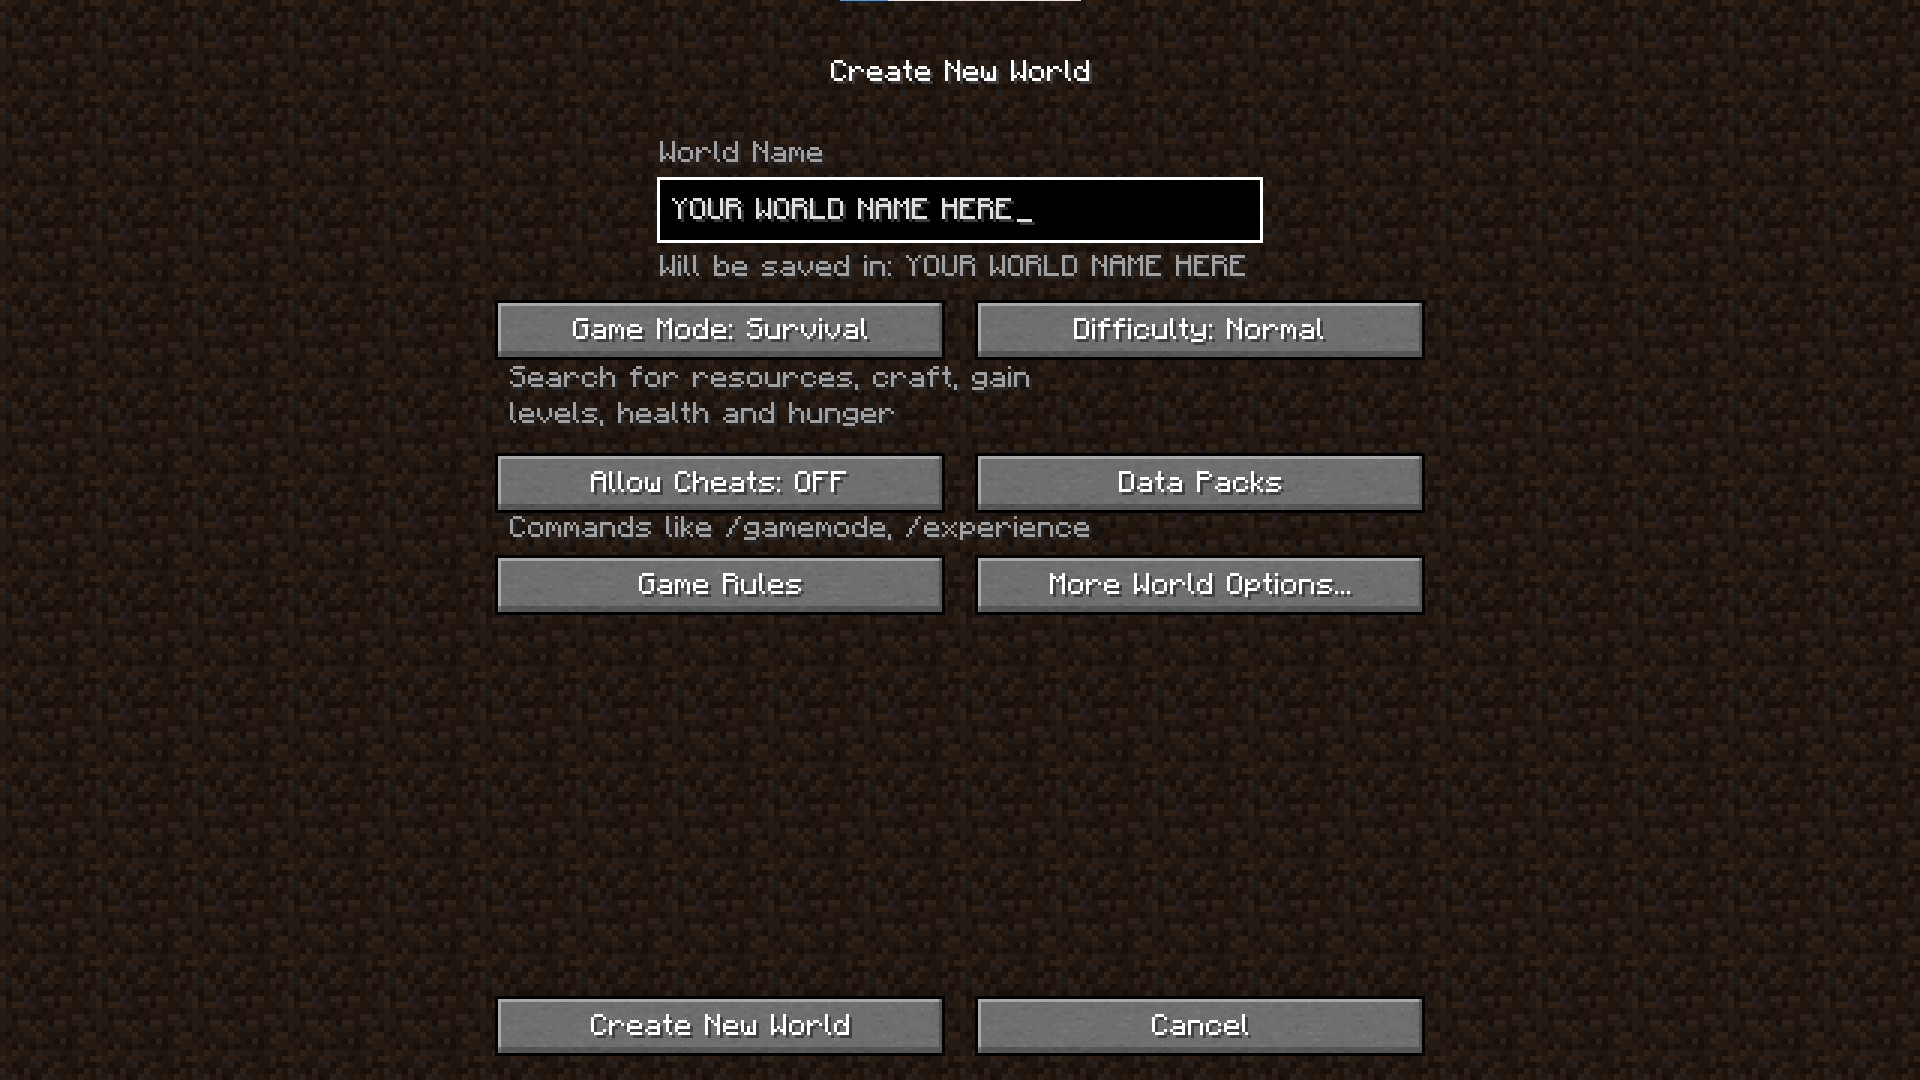 Create New World
World Name
YOUR WORLD NAME HERE_
Will be saved in: YOUR WORLD NAME HERE
Game Mode: Survival
Difficulty: Normal
Search for resources, craft, gain
levels, health and hunger
Allow Cheats: OFF
Data Packs
Commands like /gamemode, /experience
Game Rules
More World Options...
Create New World
Cancel